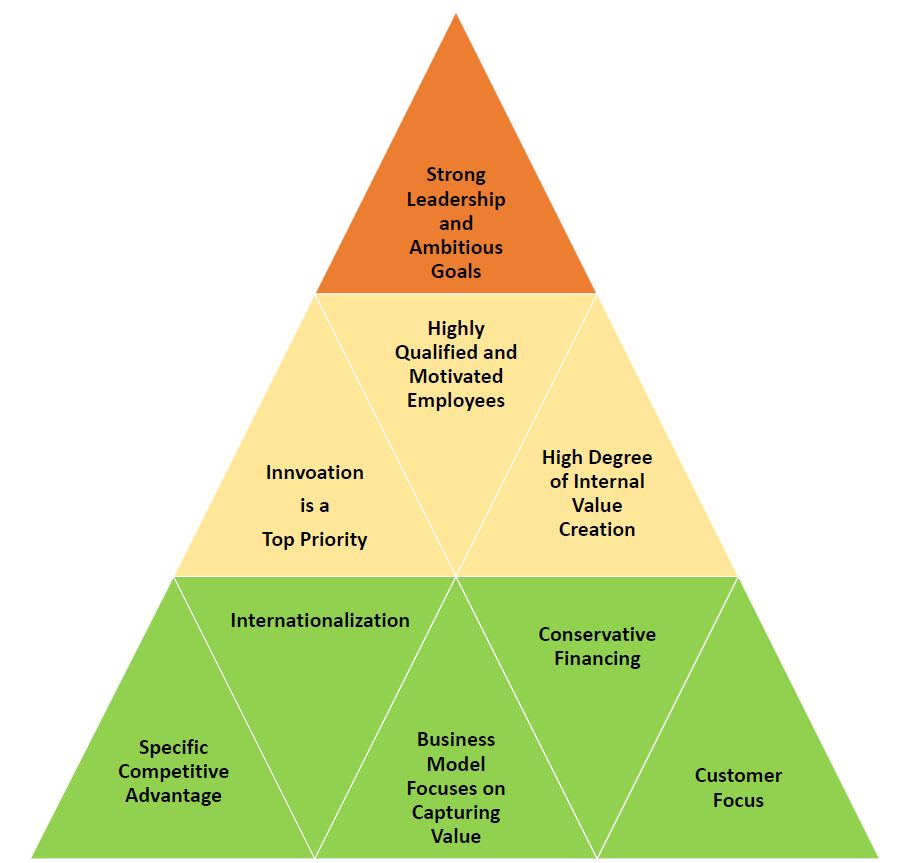 Strong
Leadership
and
Ambitious
Goals
Highly
Qualified and
Motivated
Employees
Innvoation
is a
Top Priority
High Degree
of Internal
Value
Creation
Internationalization
Conservative
Financing
Specific
Competitive
Advantage
Business
Model
Focuses on
Capturing
Value
Customer
Focus